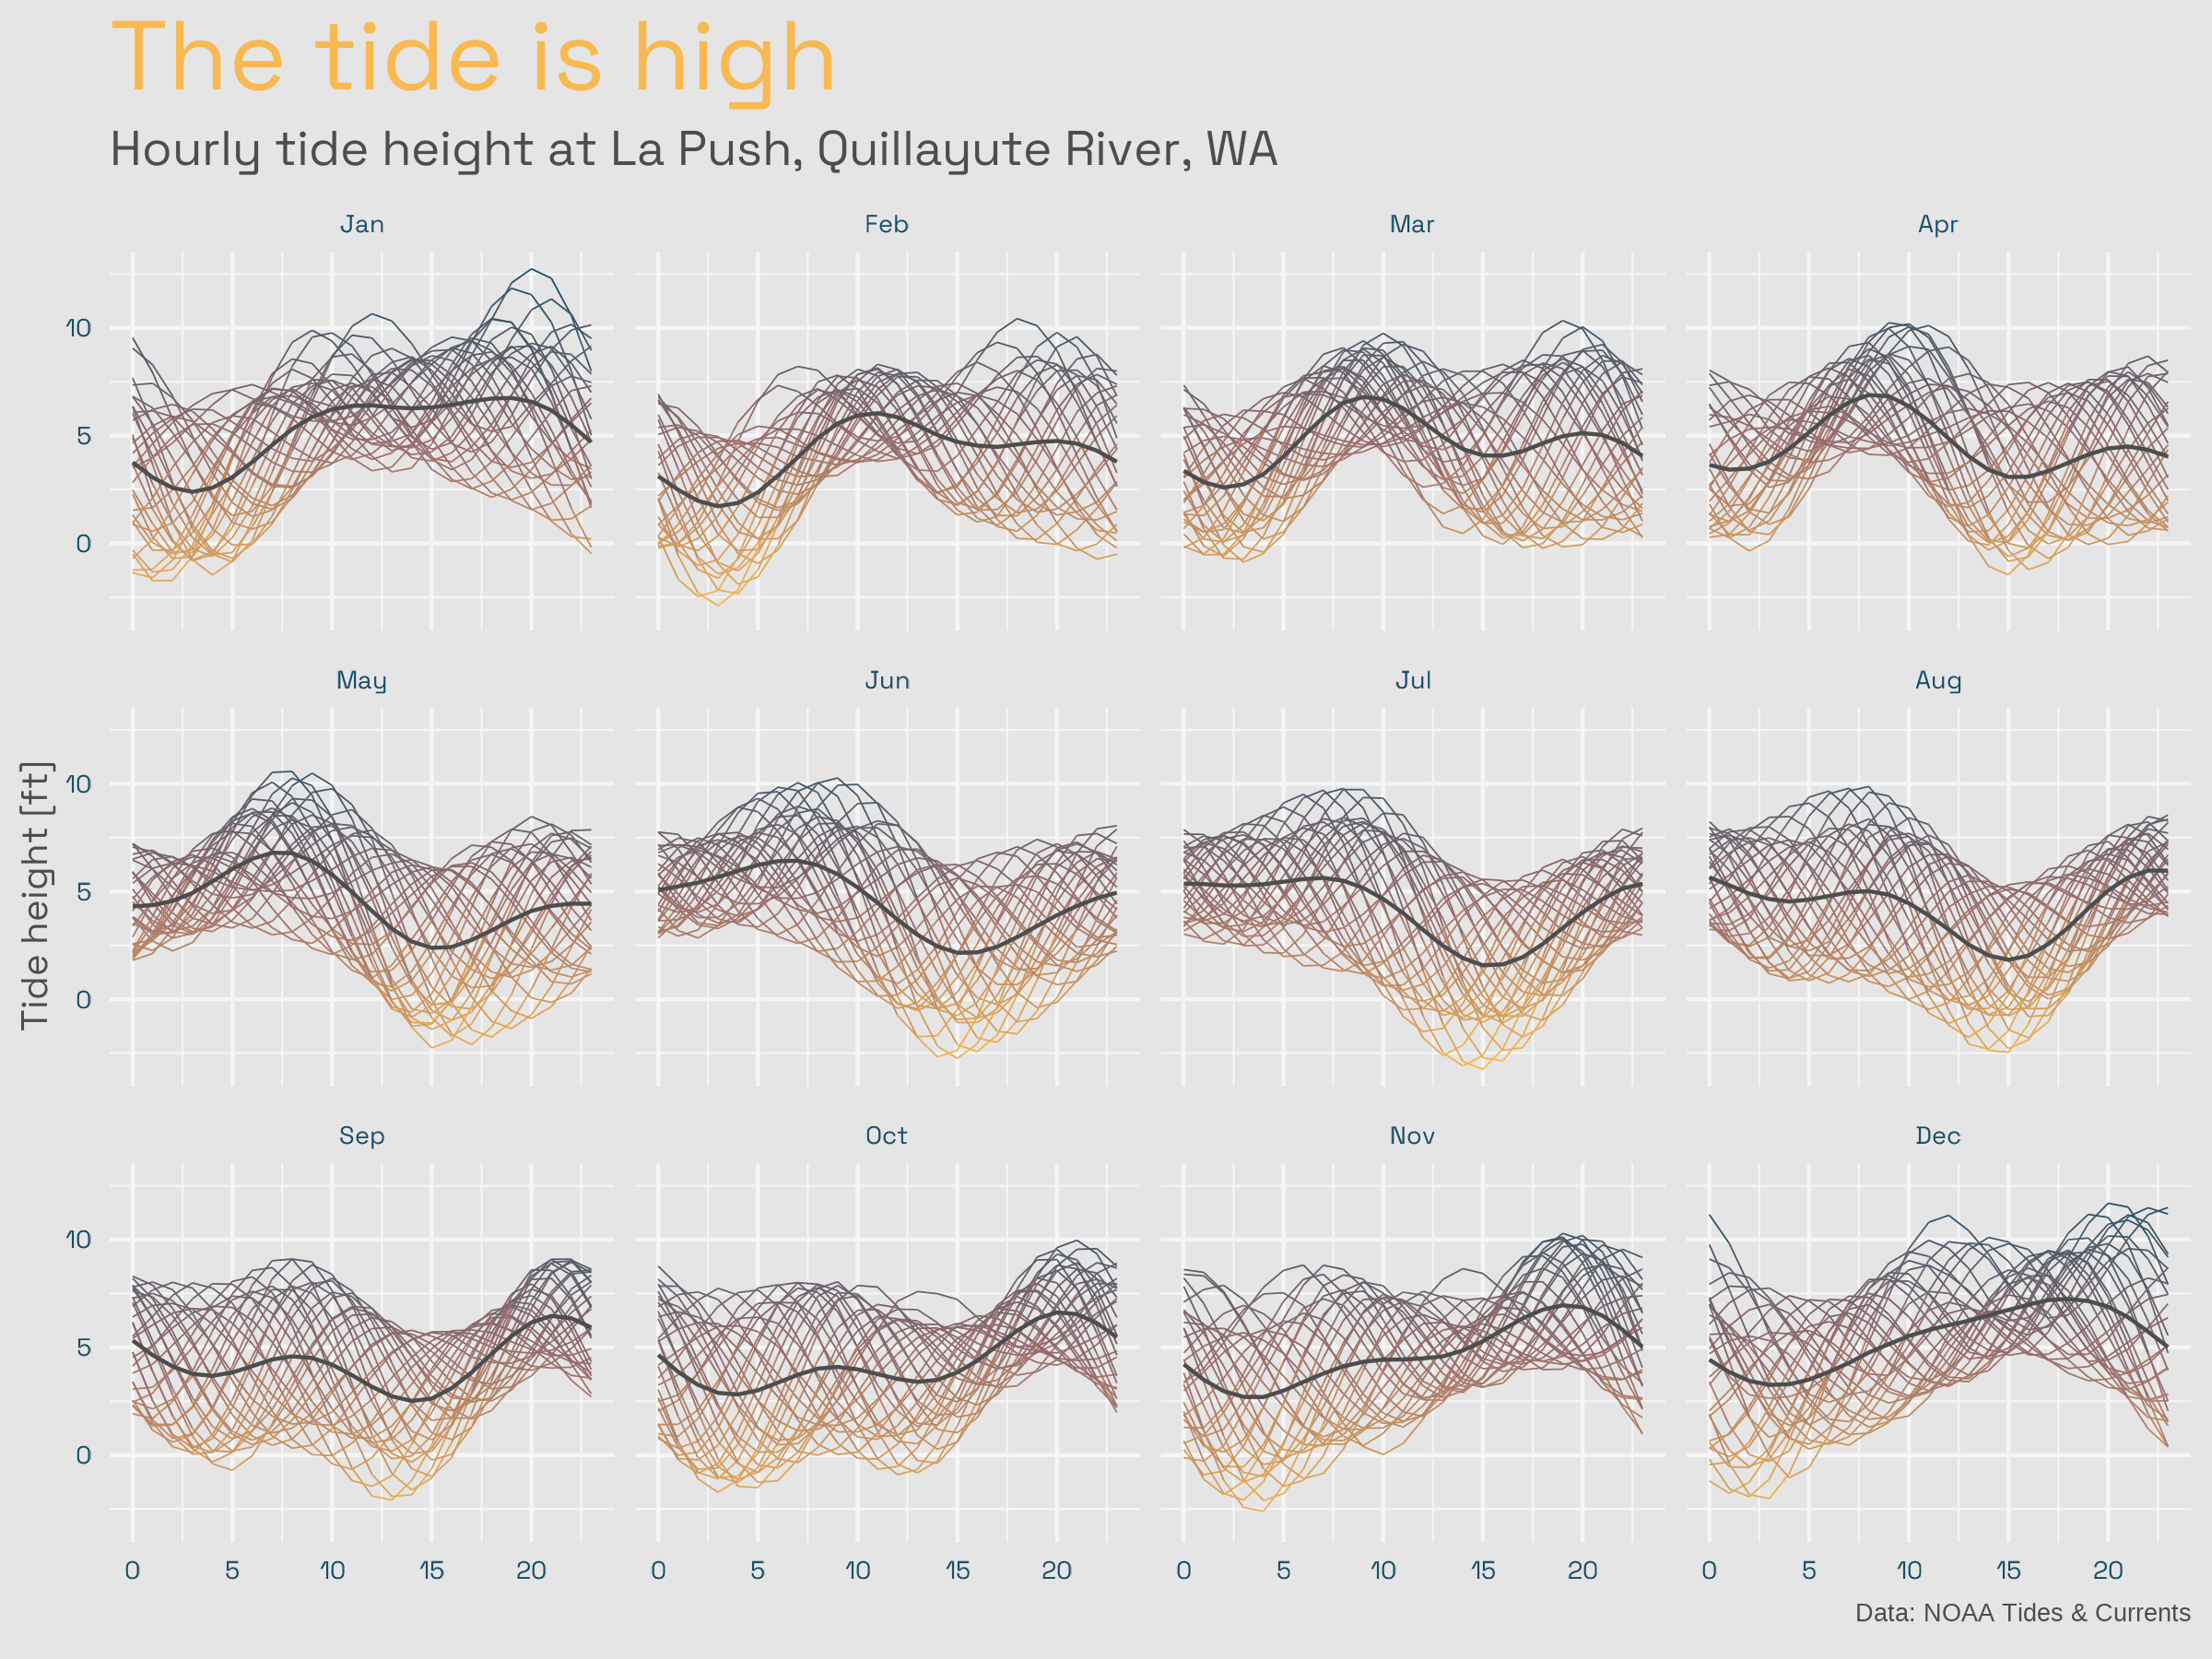 The tide is high
Hourly tide height at La Push, Quillayute River, WA
Jan Feb Mar Apr
10
5
0
May Jun Jul Aug
Tide height [ft]
10
5
0
Sep Oct Nov Dec
10
5
0
0 5 10 15 20 0 5 10 15 20 0 5 10 15 20 0 5 10 15 20
Data: NOAA Tides & Currents